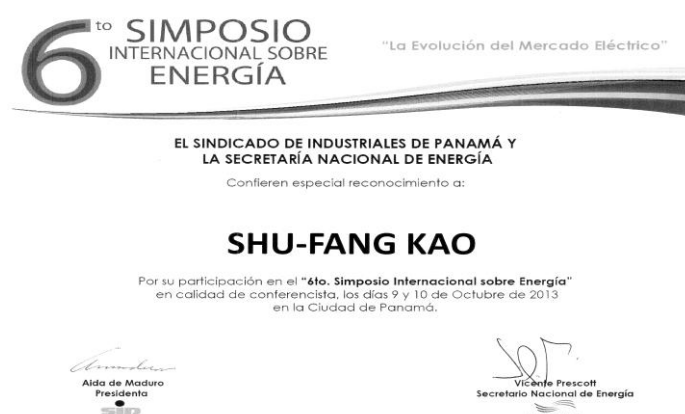 6to SIMPOSIO
INTERNACIONAL SOBRE
ENERGÍA
"La Evolución del Mercado Eléctrico"
EL SINDICADO DE INDUSTRIALES DE PANAMÁ Y
LA SECRETARÍA NACIONAL DE ENERGÍA
Confieren especial reconocimiento a:
SHU-FANG KAO
Por su participación en el "6to. Simposio Internacional sobre Energía"
en calidad de conferencista, los días 9 y 10 de Octubre de 2013
en la Ciudad de Panamá.
Aida de Maduro
Presidenta
Vicente Prescott
Secretario Nacional de Energía